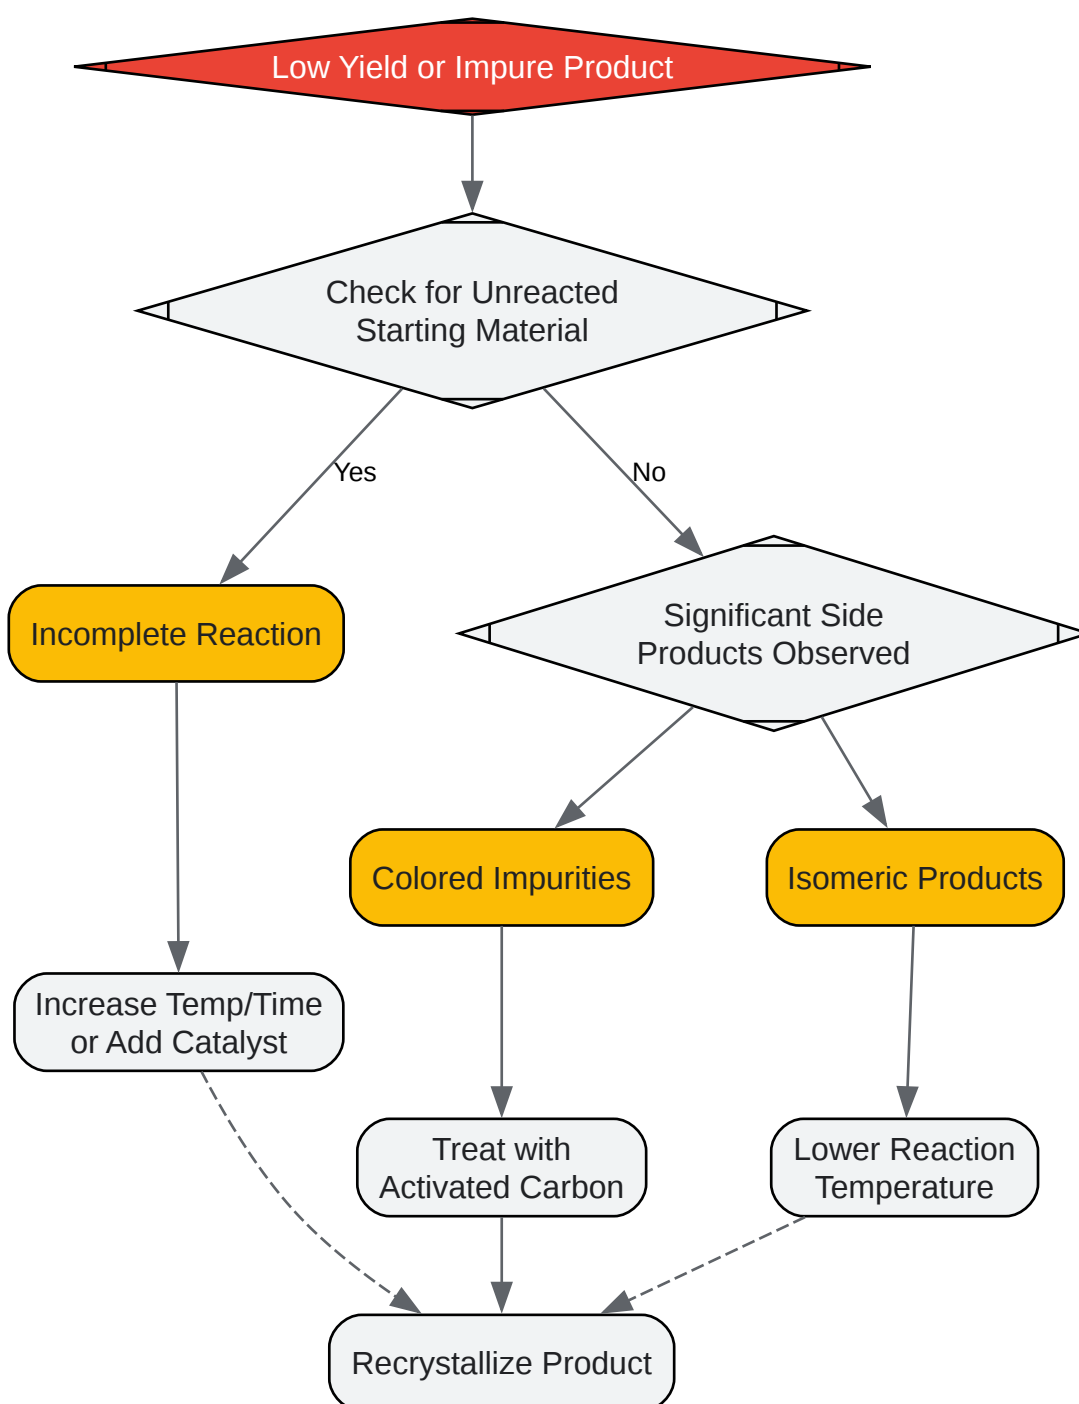 Low Yield or Impure Product
Check for Unreacted
Starting Material
Yes
No
Incomplete Reaction
Significant Side
Products Observed
Colored Impurities
Isomeric Products
Increase Temp/Time
or Add Catalyst
Treat with
Activated Carbon
Lower Reaction
Temperature
Recrystallize Product